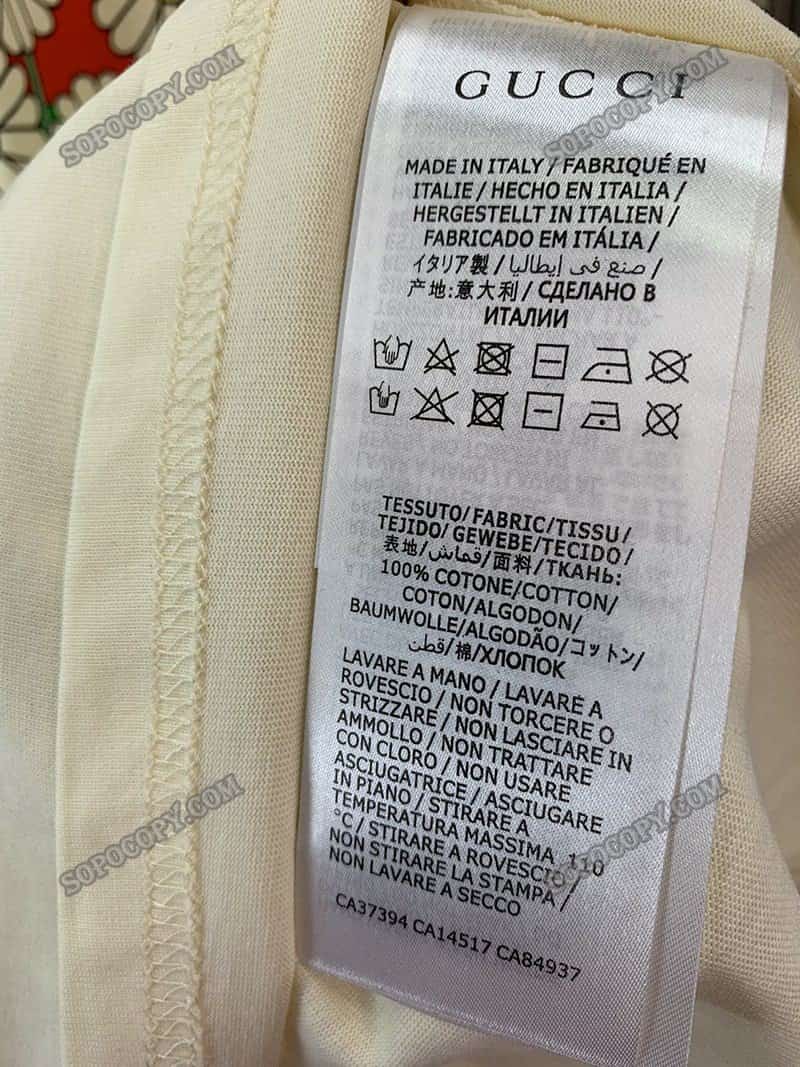 SOPOCOPY.COM
SOPOCOPY.COM
GUCCI
MADE IN ITALY / FABRIQUÉ EN
ITALIE / HECHO EN ITALIA /
HERGESTELLT IN ITALIEN /
FABRICADO EM ITÁLIA /
イタリア製 / صنع في إيطاليا /
产地:意大利 / СДЕЛАНО В
ИТАЛИИ
TESSUTO/FABRIC/TISSU/
TEJIDO/ GEWEBE/TECIDO/
表地/قماش/面料/ТКАНЬ:
100% COTONE/COTTON/
COTON/ALGODON/
BAUMWOLLE/ALGODÃO/コットン/
قطن/棉/ХЛОПОК
LAVARE A MANO / LAVARE A
ROVESCIO / NON TORCERE O
STRIZZARE / NON LASCIARE IN
AMMOLLO / NON TRATTARE
CON CLORO / NON USARE
ASCIUGATRICE / ASCIUGARE
IN PIANO / STIRARE A
TEMPERATURA MASSIMA 110
°C / STIRARE A ROVESCIO /
NON STIRARE LA STAMPA /
NON LAVARE A SECCO
CA37394 CA14517 CA84937
SOPOCOPY.COM
SOPOCOPY.COM